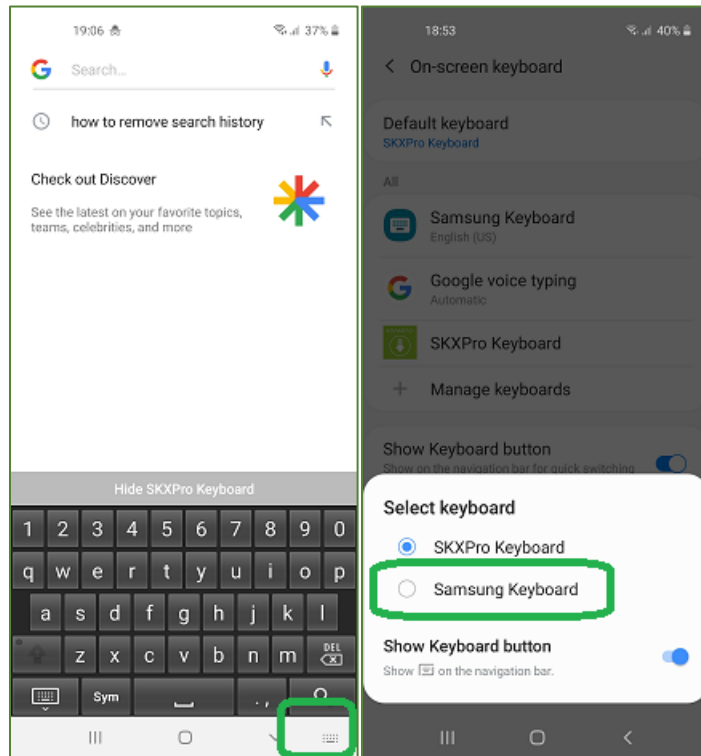 19:06 37%
Search...
how to remove search history
Check out Discover
See the latest on your favorite topics,
teams, celebrities, and more
Hide SKXPro Keyboard
1 2 3 4 5 6 7 8 9 0
q w e r t y u i o p
a s d f g h j k l
z x c v b n m DEL
Sym . ,
18:53 40%
On-screen keyboard
Default keyboard
SKXPro Keyboard
All
Samsung Keyboard
English (US)
Google voice typing
Automatic
SKXPro Keyboard
+ Manage keyboards
Show Keyboard button
Show on the navigation bar for quick switching
Select keyboard
SKXPro Keyboard
Samsung Keyboard
Show Keyboard button
Show on the navigation bar.